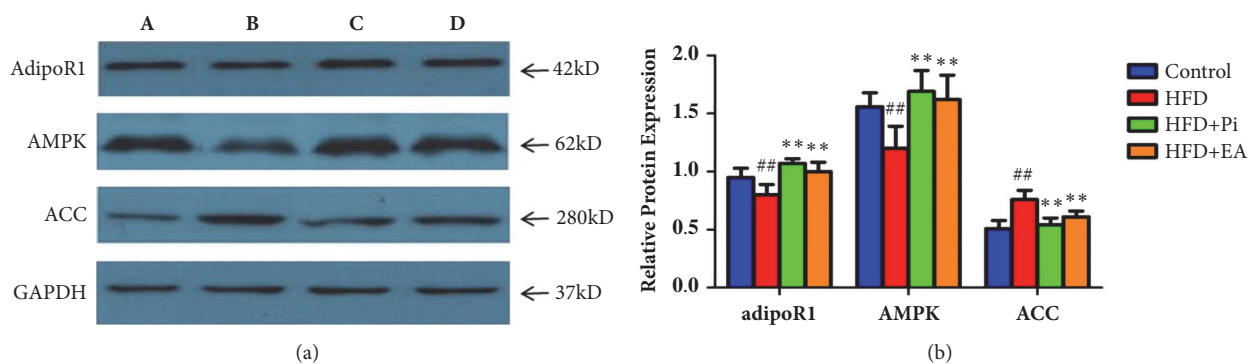 A B C D
AdipoR1 ←42kD
AMPK ←62kD
ACC ←280kD
GAPDH ←37kD
(a)
Relative Protein Expression
2.0
1.5
1.0
0.5
0.0
## ** **
## ** **
## ** **
adipoR1 AMPK ACC
Control
HFD
HFD+Pi
HFD+EA
(b)